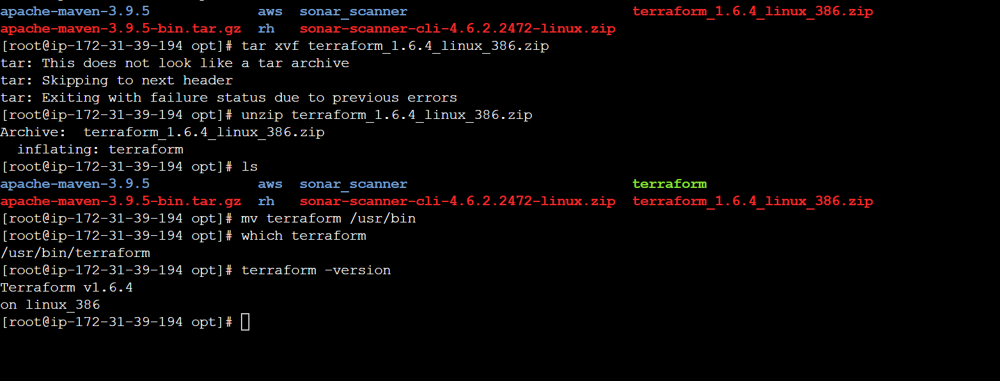 apache-maven-3.9.5 aws sonar_scanner terraform_1.6.4_linux_386.zip
apache-maven-3.9.5-bin.tar.gz rh sonar-scanner-cli-4.6.2.2472-linux.zip
[root@ip-172-31-39-194 opt]# tar xvf terraform_1.6.4_linux_386.zip
tar: This does not look like a tar archive
tar: Skipping to next header
tar: Exiting with failure status due to previous errors
[root@ip-172-31-39-194 opt]# unzip terraform_1.6.4_linux_386.zip
Archive:  terraform_1.6.4_linux_386.zip
  inflating: terraform
[root@ip-172-31-39-194 opt]# ls
apache-maven-3.9.5 aws sonar_scanner terraform
apache-maven-3.9.5-bin.tar.gz rh sonar-scanner-cli-4.6.2.2472-linux.zip terraform_1.6.4_linux_386.zip
[root@ip-172-31-39-194 opt]# mv terraform /usr/bin
[root@ip-172-31-39-194 opt]# which terraform
/usr/bin/terraform
[root@ip-172-31-39-194 opt]# terraform -version
Terraform v1.6.4
on linux_386
[root@ip-172-31-39-194 opt]#